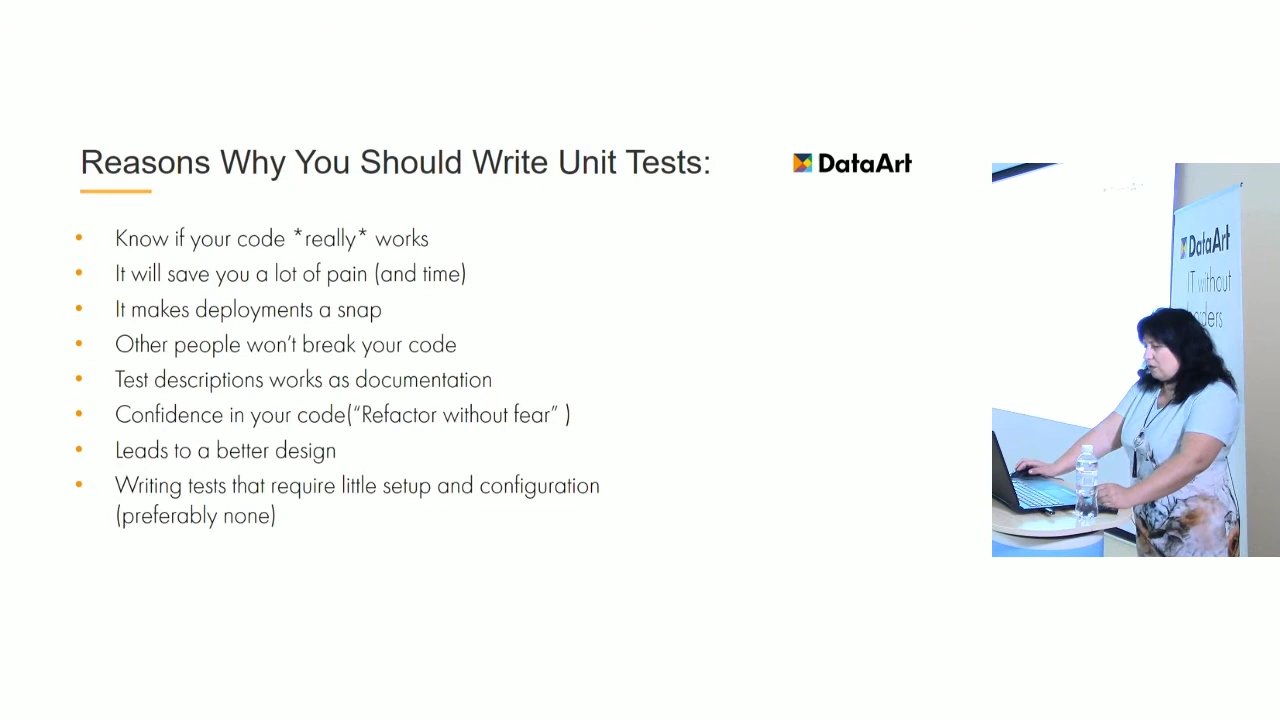 Reasons Why You Should Write Unit Tests:
DataArt
Know if your code *really* works
It will save you a lot of pain (and time)
It makes deployments a snap
Other people won't break your code
Test descriptions works as documentation
Confidence in your code(“Refactor without fear” )
Leads to a better design
Writing tests that require little setup and configuration
(preferably none)
DataArt
IT without